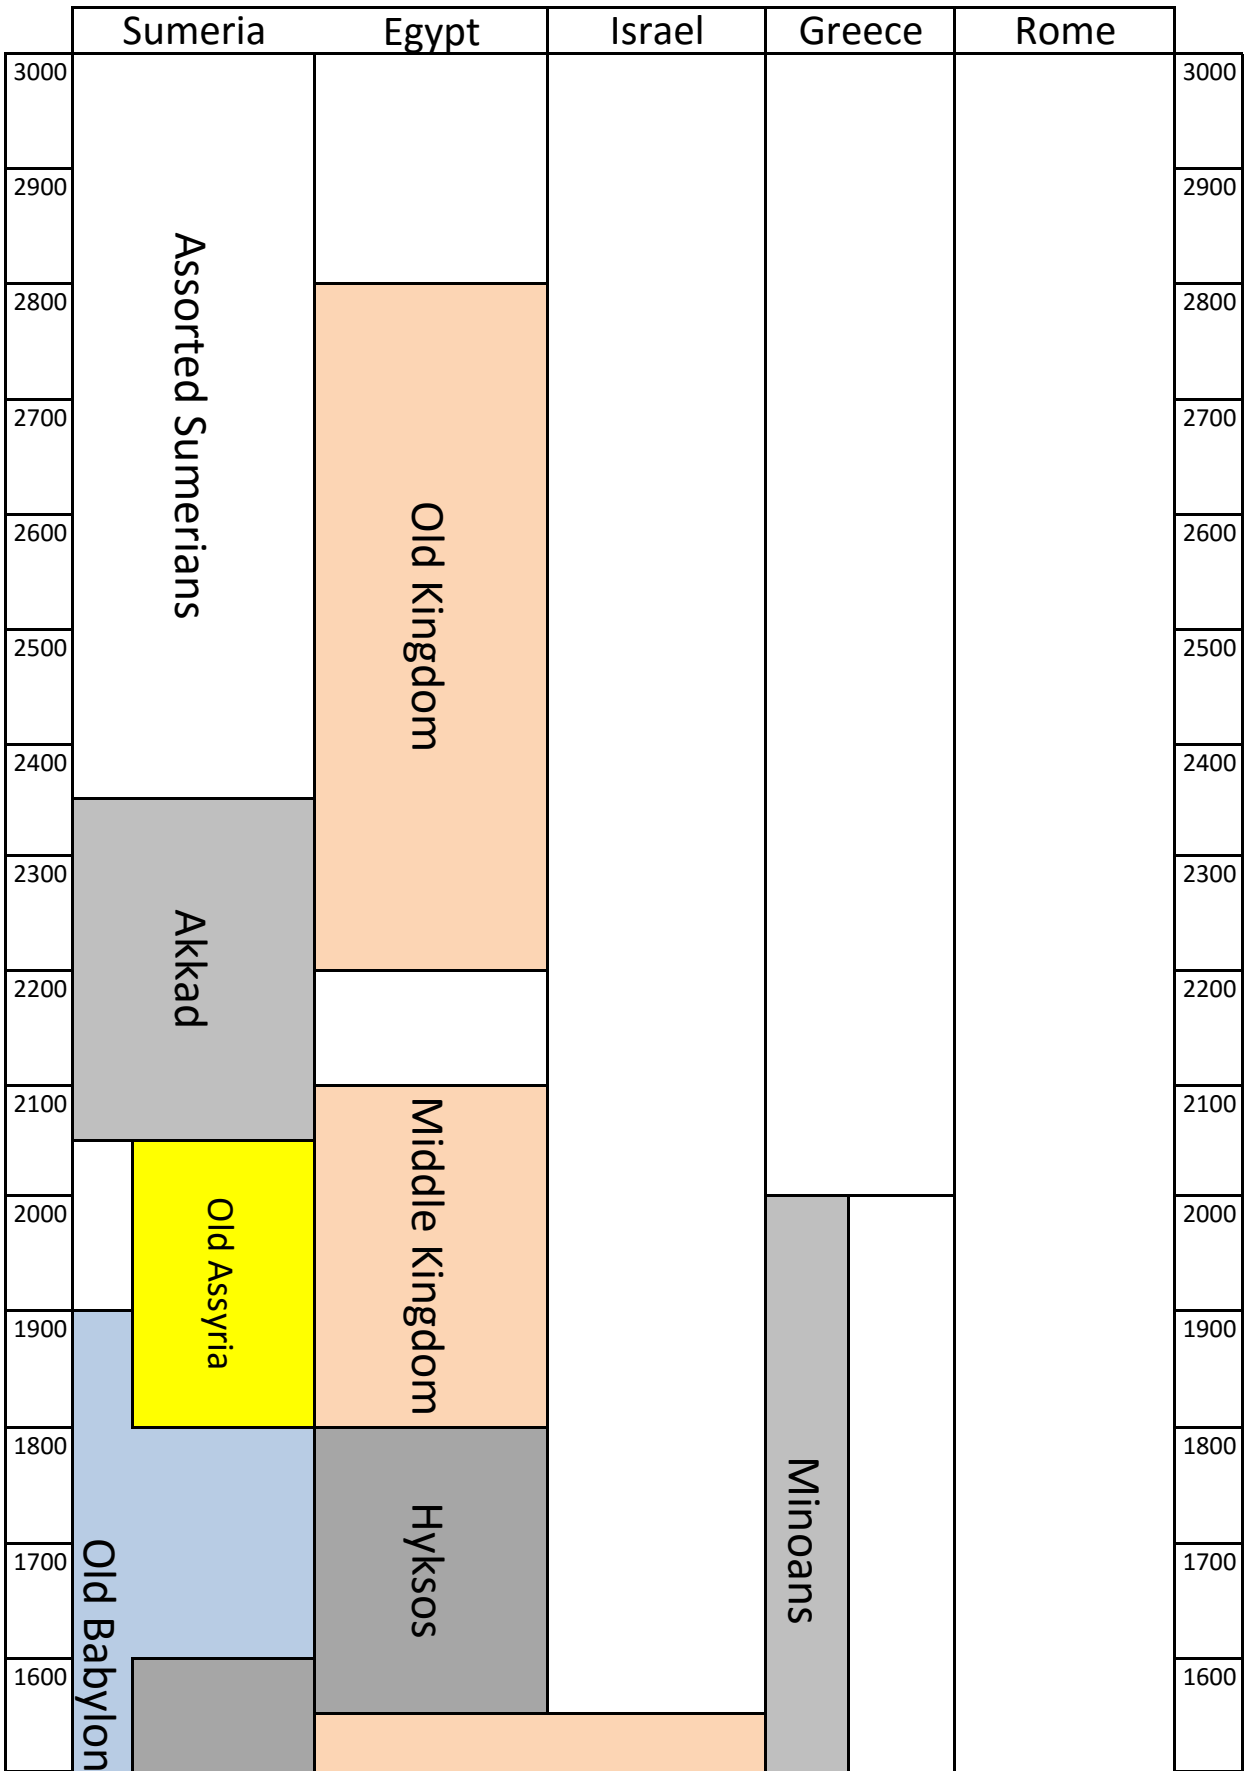 Sumeria Egypt Israel Greece Rome
3000 3000
2900 2900
Assorted Sumerians
2800 2800
2700 2700
Old Kingdom
2600 2600
2500 2500
2400 2400
2300 2300
Akkad
2200 2200
2100 2100
Middle Kingdom
Old Assyria
2000 2000
1900 1900
1800 1800
Minoans
Hyksos
Old Babylon
1700 1700
1600 1600